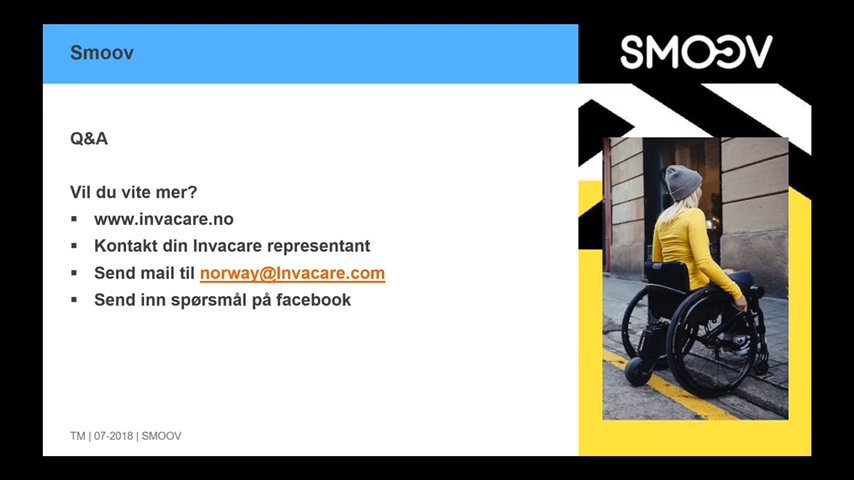 Smoov
SMOOV
Q&A
Vil du vite mer?
▪ www.invacare.no
▪ Kontakt din Invacare representant
▪ Send mail til norway@Invacare.com
▪ Send inn spørsmål på facebook
TM | 07-2018 | SMOOV